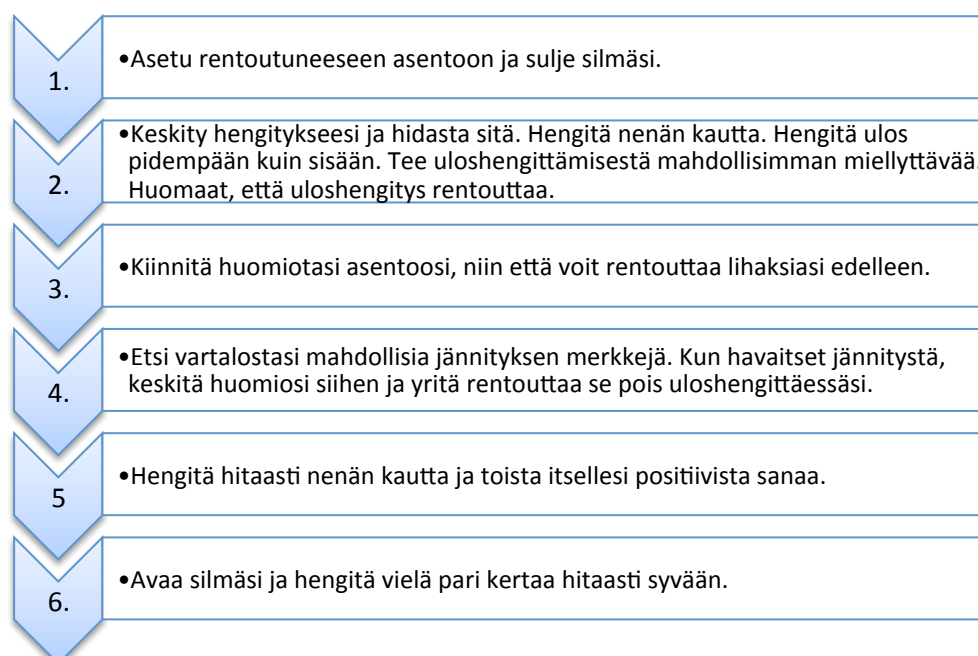 1.
•Asetu rentoutuneeseen asentoon ja sulje silmäsi.
2.
•Keskity hengitykseesi ja hidasta sitä. Hengitä nenän kautta. Hengitä ulos
pidempään kuin sisään. Tee uloshengittämisestä mahdollisimman miellyttävää.
Huomaat, että uloshengitys rentouttaa.
3.
•Kiinnitä huomiotasi asentoosi, niin että voit rentouttaa lihaksiasi edelleen.
4.
•Etsi vartalostasi mahdollisia jännityksen merkkejä. Kun havaitset jännitystä,
keskitä huomiosi siihen ja yritä rentouttaa se pois uloshengittäessäsi.
5
•Hengitä hitaasti nenän kautta ja toista itsellesi positiivista sanaa.
6.
•Avaa silmäsi ja hengitä vielä pari kertaa hitaasti syvään.